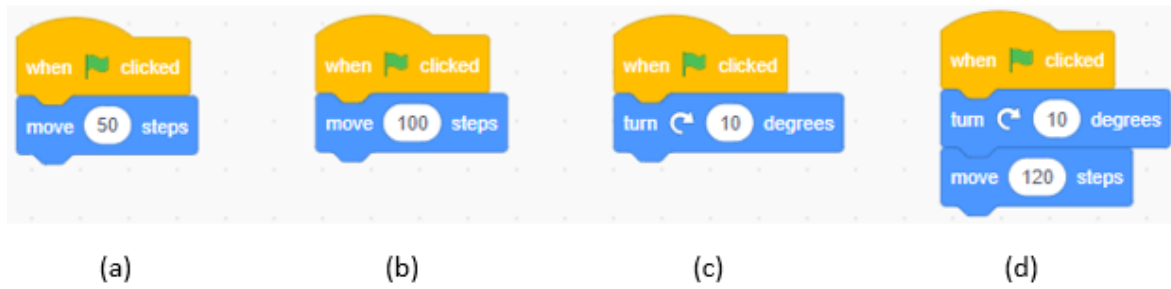 when clicked
move 50 steps
when clicked
move 100 steps
when clicked
turn 10 degrees
when clicked
turn 10 degrees
move 120 steps
(a)
(b)
(c)
(d)